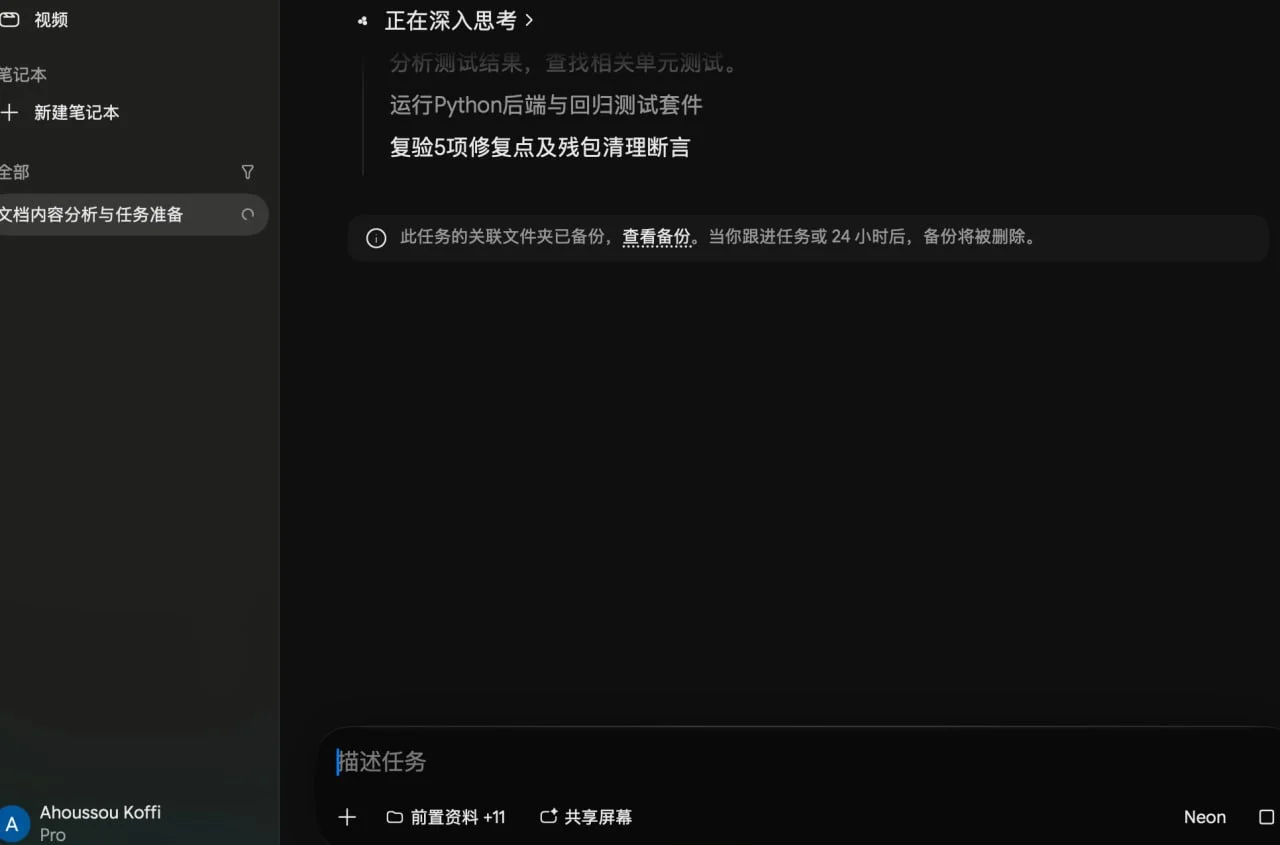 视频
笔记本
新建笔记本
全部
文档内容分析与任务准备
正在深入思考
分析测试结果，查找相关单元测试。
运行Python后端与回归测试套件
复验5项修复点及残包清理断言
此任务的关联文件夹已备份，查看备份。当你跟进任务或 24 小时后，备份将被删除。
描述任务
前置资料 +11
共享屏幕
Neon
A
Ahoussou Koffi
Pro